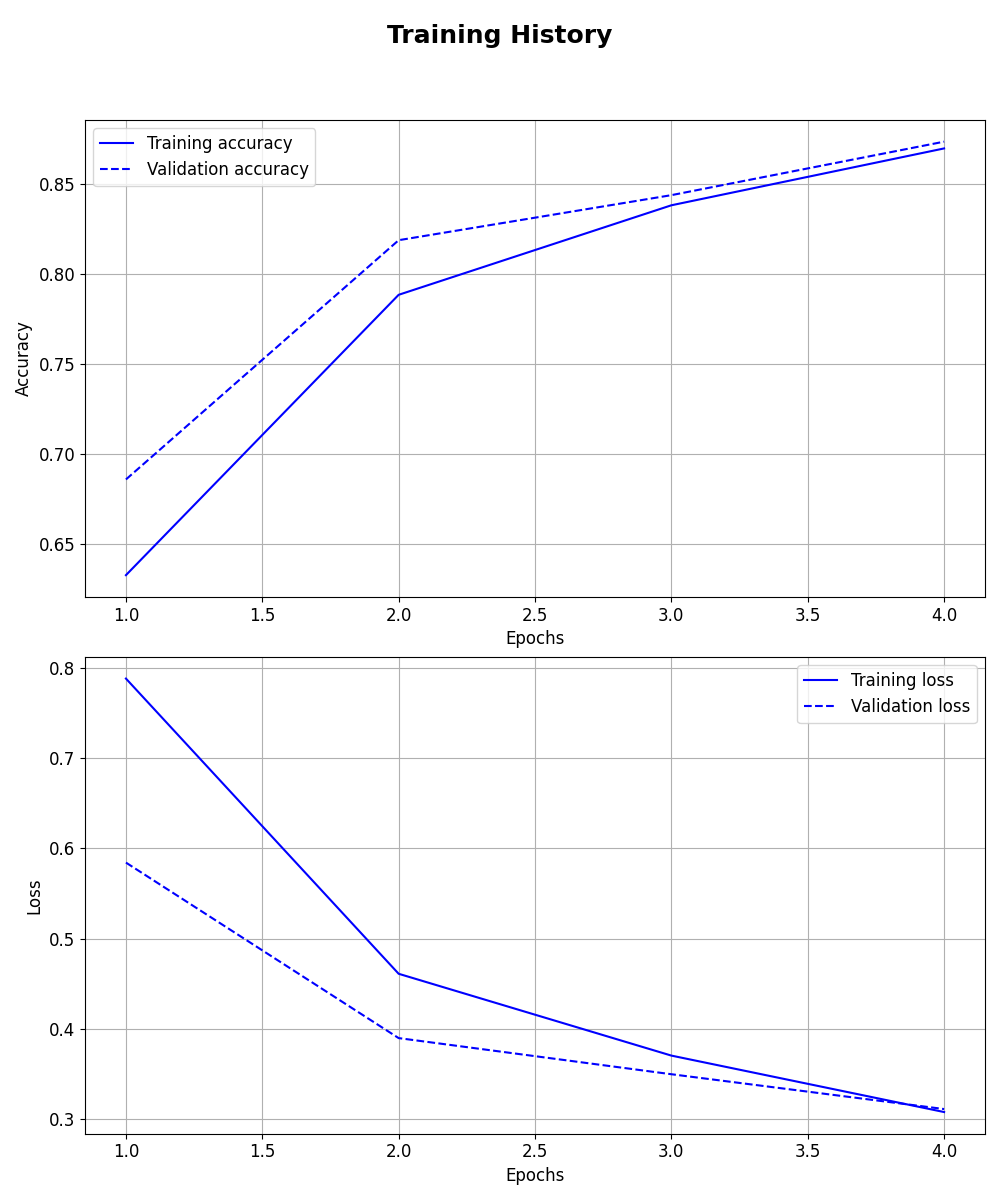 Training History
Training accuracy
Validation accuracy
0.85
0.80
0.75
0.70
0.65
Accuracy
1.0 1.5 2.0 2.5 3.0 3.5 4.0
Epochs
Training loss
Validation loss
0.8
0.7
0.6
0.5
0.4
0.3
Loss
1.0 1.5 2.0 2.5 3.0 3.5 4.0
Epochs